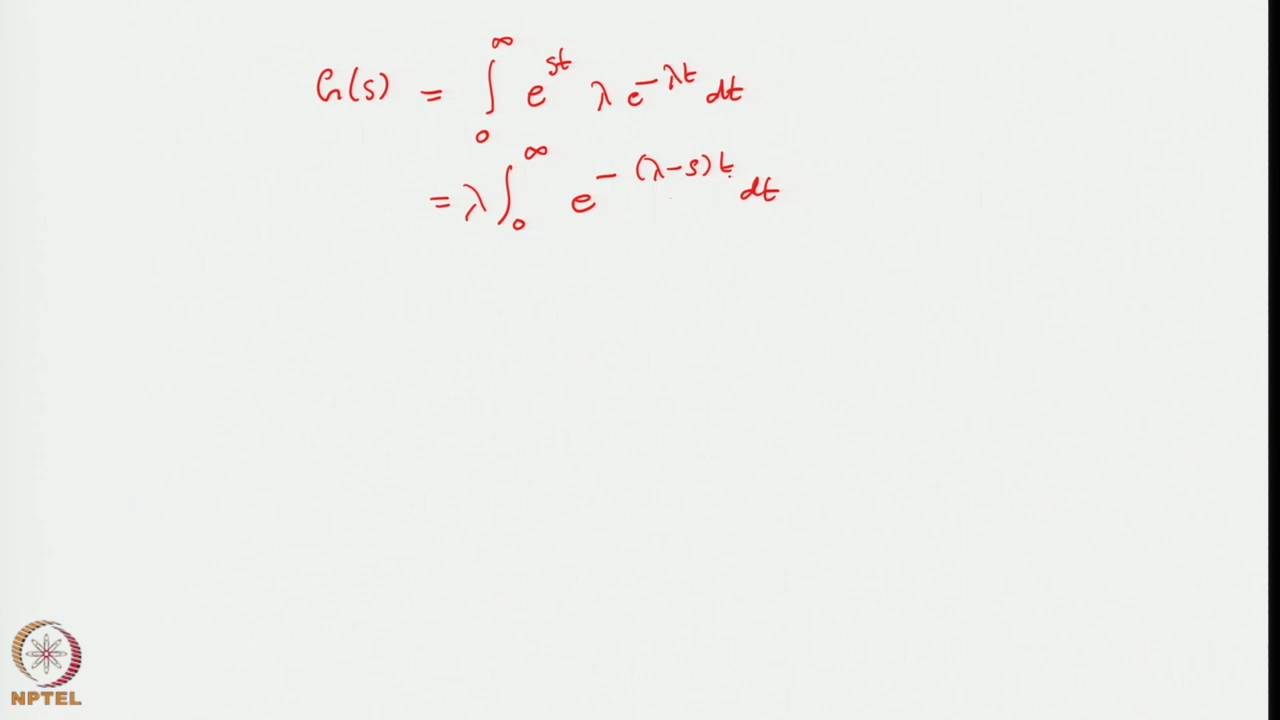 G(s) = ∫₀^∞ e^{st} λ e^{-λt} dt
= λ ∫₀^∞ e^{-(λ-s)t} dt
NPTEL